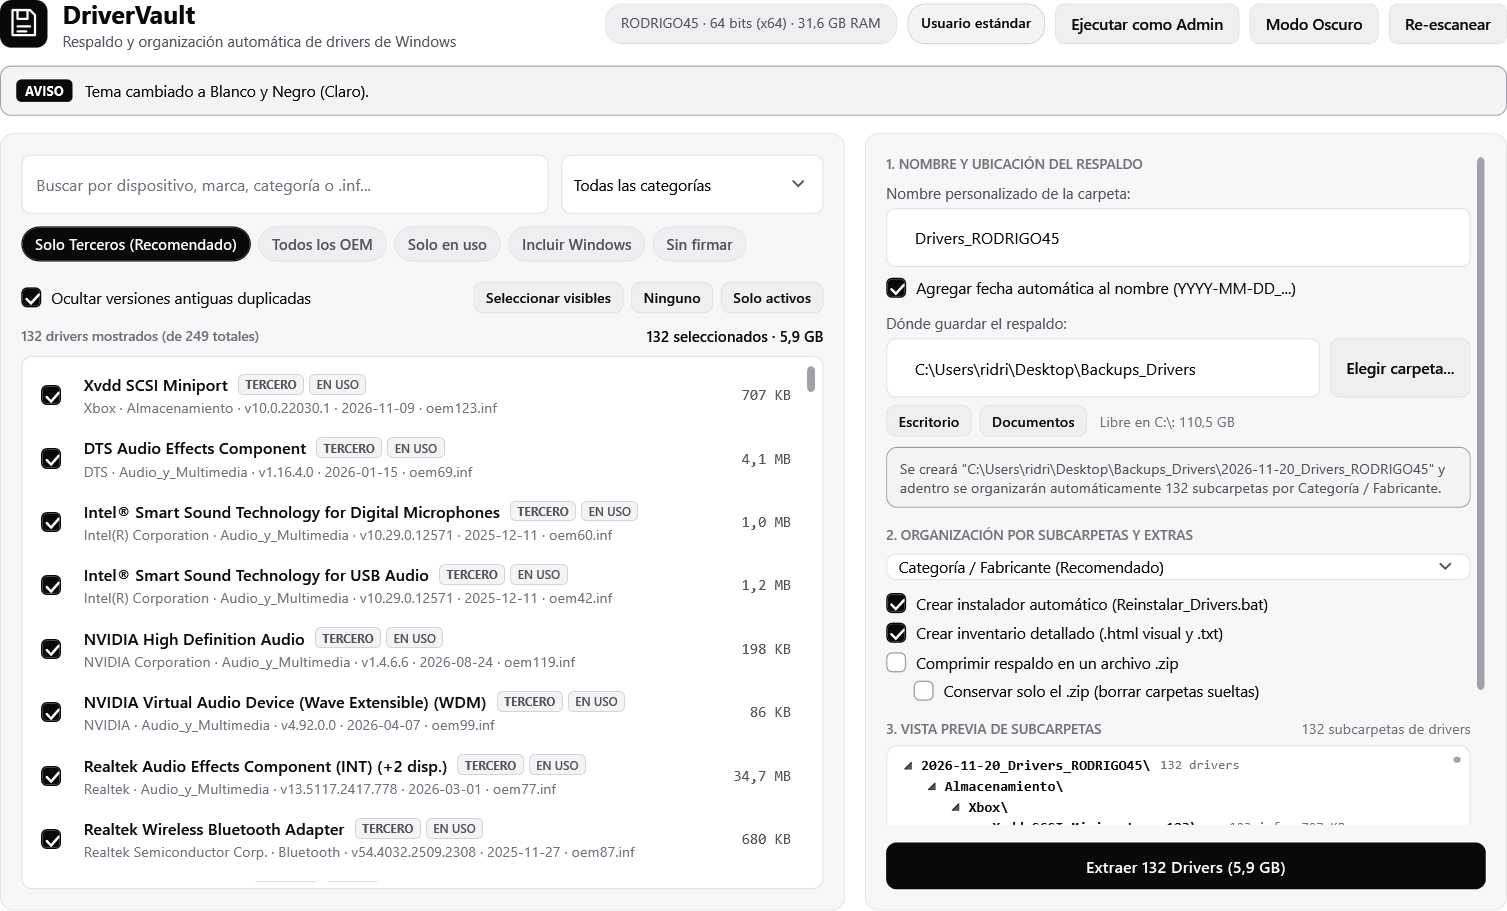 DriverVault
Respaldo y organización automática de drivers de Windows
RODRIGO45 · 64 bits (x64) · 31,6 GB RAM
Usuario estándar
Ejecutar como Admin
Modo Oscuro
Re-escanear
AVISO Tema cambiado a Blanco y Negro (Claro).
Buscar por dispositivo, marca, categoría o .inf...
Todas las categorías
Solo Terceros (Recomendado)
Todos los OEM
Solo en uso
Incluir Windows
Sin firmar
Ocultar versiones antiguas duplicadas
Seleccionar visibles
Ninguno
Solo activos
132 drivers mostrados (de 249 totales)
132 seleccionados · 5,9 GB
Xvdd SCSI Miniport TERCERO EN USO
Xbox · Almacenamiento · v10.0.22030.1 · 2026-11-09 · oem123.inf
707 KB
DTS Audio Effects Component TERCERO EN USO
DTS · Audio_y_Multimedia · v1.16.4.0 · 2026-01-15 · oem69.inf
4,1 MB
Intel® Smart Sound Technology for Digital Microphones TERCERO EN USO
Intel(R) Corporation · Audio_y_Multimedia · v10.29.0.12571 · 2025-12-11 · oem60.inf
1,0 MB
Intel® Smart Sound Technology for USB Audio TERCERO EN USO
Intel(R) Corporation · Audio_y_Multimedia · v10.29.0.12571 · 2025-12-11 · oem42.inf
1,2 MB
NVIDIA High Definition Audio TERCERO EN USO
NVIDIA Corporation · Audio_y_Multimedia · v1.4.6.6 · 2026-08-24 · oem119.inf
198 KB
NVIDIA Virtual Audio Device (Wave Extensible) (WDM) TERCERO EN USO
NVIDIA · Audio_y_Multimedia · v4.92.0.0 · 2026-04-07 · oem99.inf
86 KB
Realtek Audio Effects Component (INT) (+2 disp.) TERCERO EN USO
Realtek · Audio_y_Multimedia · v13.5117.2417.778 · 2026-03-01 · oem77.inf
34,7 MB
Realtek Wireless Bluetooth Adapter TERCERO EN USO
Realtek Semiconductor Corp. · Bluetooth · v54.4032.2509.2308 · 2025-11-27 · oem87.inf
680 KB
1. NOMBRE Y UBICACIÓN DEL RESPALDO
Nombre personalizado de la carpeta:
Drivers_RODRIGO45
Agregar fecha automática al nombre (YYYY-MM-DD_...)
Dónde guardar el respaldo:
C:\Users\ridri\Desktop\Backups_Drivers
Elegir carpeta...
Escritorio
Documentos
Libre en C:\: 110,5 GB
Se creará "C:\Users\ridri\Desktop\Backups_Drivers\2026-11-20_Drivers_RODRIGO45" y
adentro se organizarán automáticamente 132 subcarpetas por Categoría / Fabricante.
2. ORGANIZACIÓN POR SUBCARPETAS Y EXTRAS
Categoría / Fabricante (Recomendado)
Crear instalador automático (Reinstalar_Drivers.bat)
Crear inventario detallado (.html visual y .txt)
Comprimir respaldo en un archivo .zip
Conservar solo el .zip (borrar carpetas sueltas)
3. VISTA PREVIA DE SUBCARPETAS
132 subcarpetas de drivers
2026-11-20_Drivers_RODRIGO45\ 132 drivers
Almacenamiento\
Xbox\
Extraer 132 Drivers (5,9 GB)